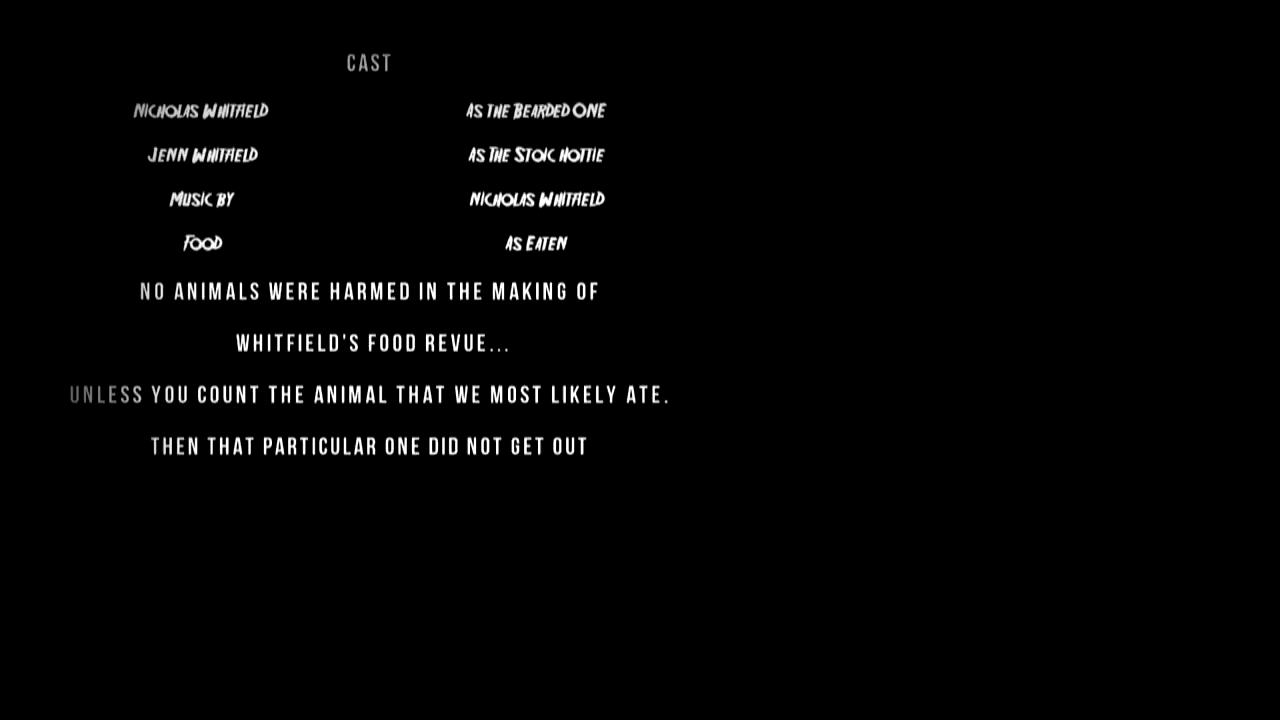 CAST
NICHOLAS WHITFIELD AS THE BEARDED ONE
JENN WHITFIELD AS THE STOIC HOTTIE
MUSIC BY NICHOLAS WHITFIELD
FOOD AS EATEN
NO ANIMALS WERE HARMED IN THE MAKING OF
WHITFIELD'S FOOD REVUE...
UNLESS YOU COUNT THE ANIMAL THAT WE MOST LIKELY ATE.
THEN THAT PARTICULAR ONE DID NOT GET OUT